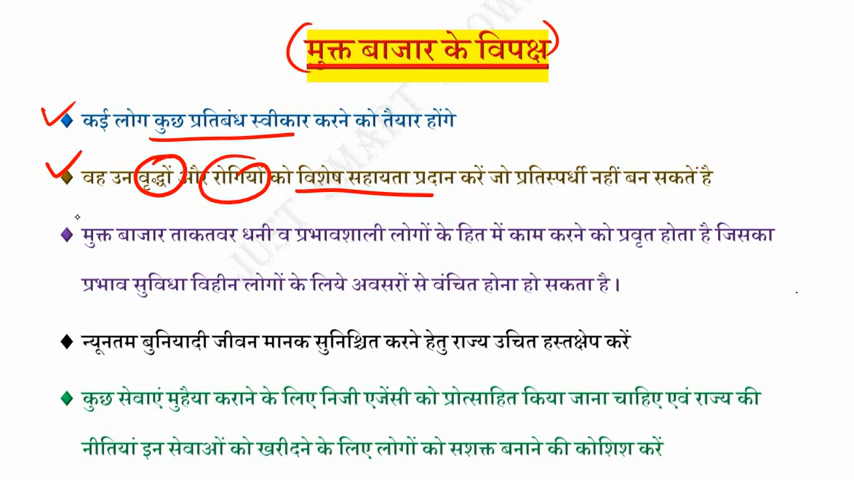 मुक्त बाजार के विपक्ष
कई लोग कुछ प्रतिबंध स्वीकार करने को तैयार होंगे
वह उन वृद्धों और रोगियों को विशेष सहायता प्रदान करें जो प्रतिस्पर्धी नहीं बन सकतें है
मुक्त बाजार ताकतवर धनी व प्रभावशाली लोगों के हित में काम करने को प्रवृत होता है जिसका
प्रभाव सुविधा विहीन लोगों के लिये अवसरों से वंचित होना हो सकता है।
न्यूनतम बुनियादी जीवन मानक सुनिश्चित करने हेतु राज्य उचित हस्तक्षेप करें
कुछ सेवाएं मुहैया कराने के लिए निजी एजेंसी को प्रोत्साहित किया जाना चाहिए एवं राज्य की
नीतियां इन सेवाओं को खरीदने के लिए लोगों को सशक्त बनाने की कोशिश करें